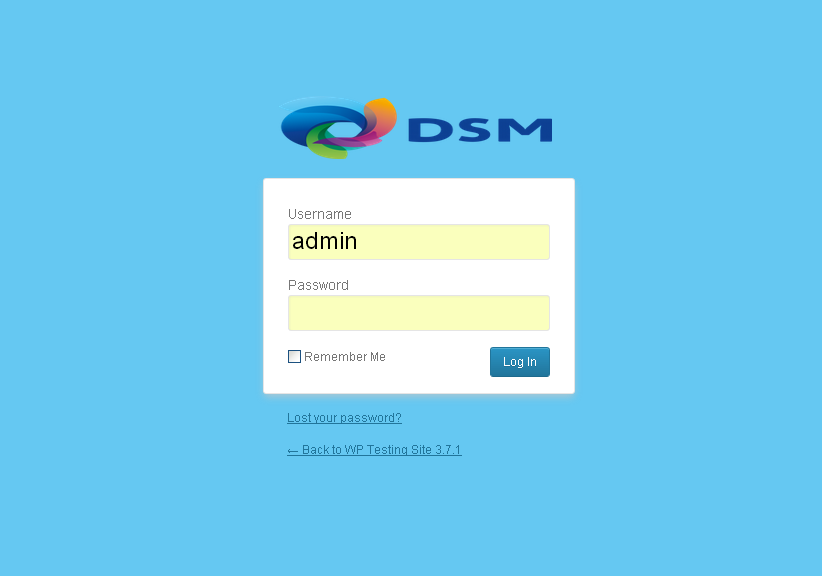 DSM
Username
admin
Password
Remember Me
Log In
Lost your password?
← Back to WP Testing Site 3.7.1